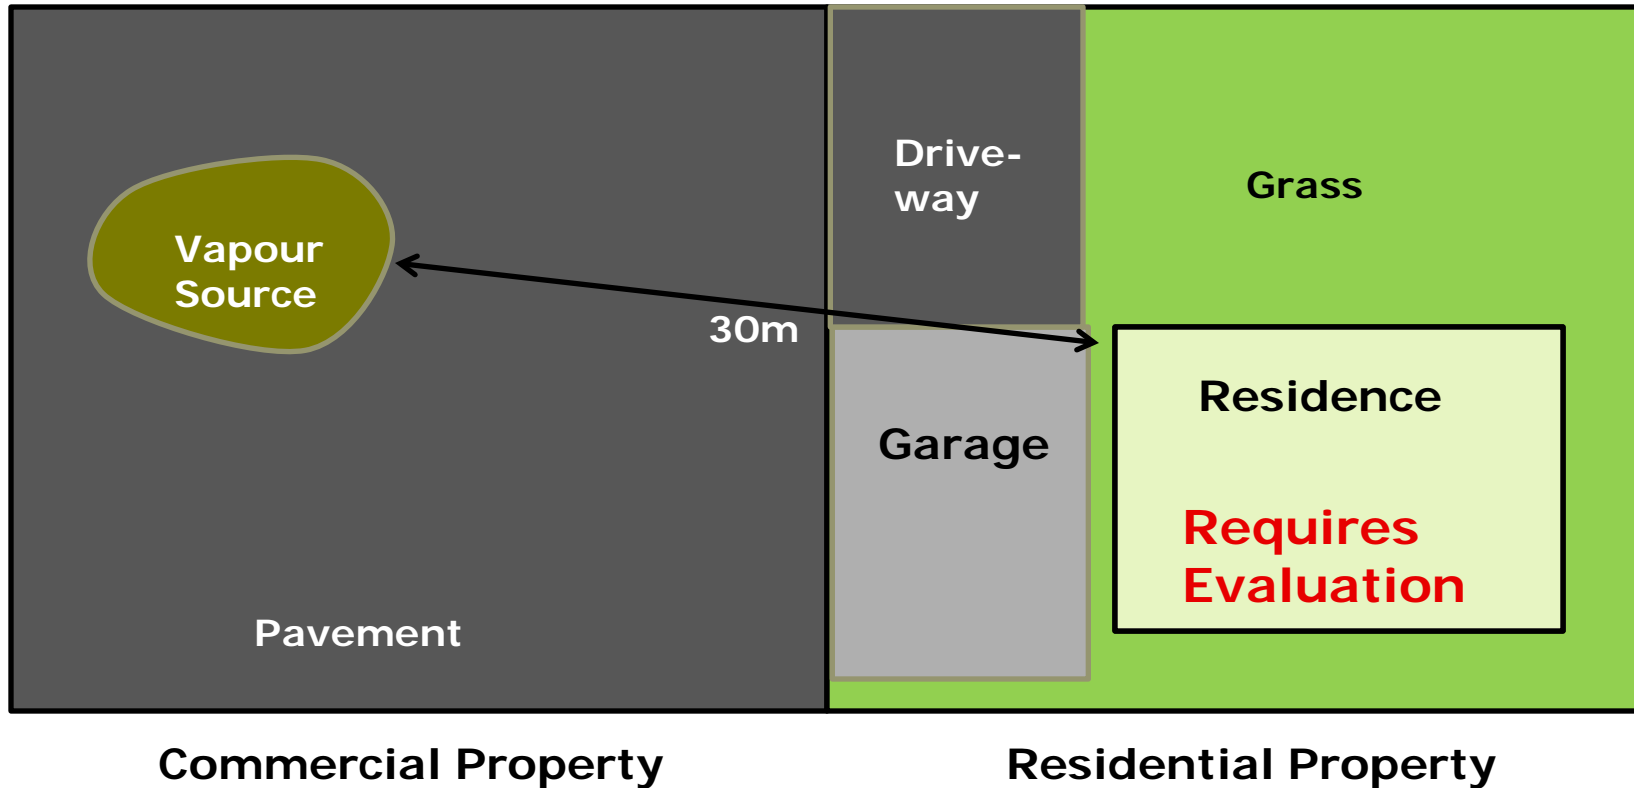 Drive-
way
Grass
Vapour
Source
30m
Residence
Garage
Requires
Evaluation
Pavement
Commercial Property
Residential Property